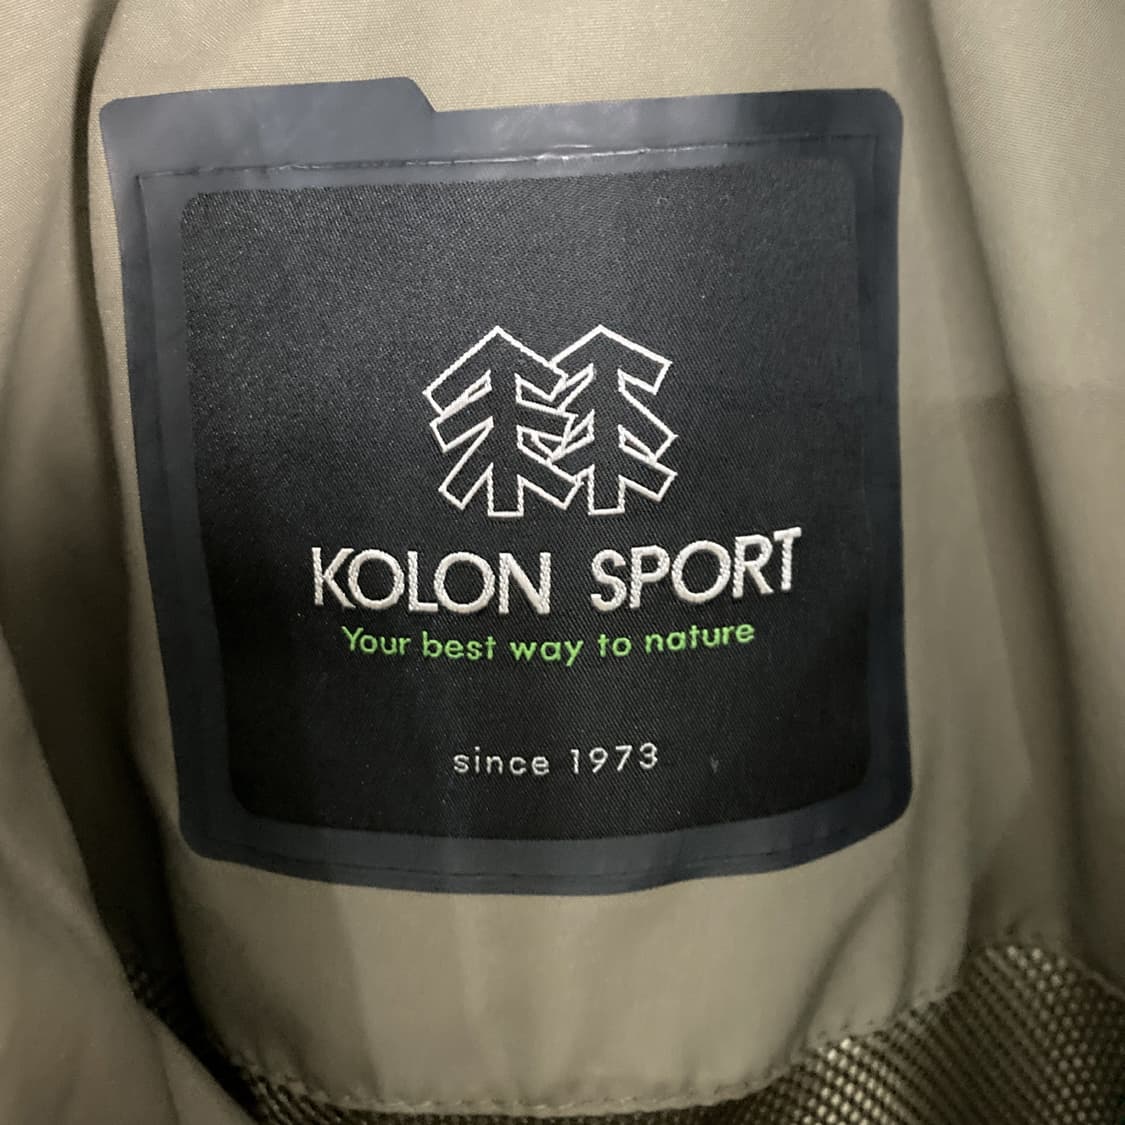 KOLON SPORT
Your best way to nature
since 1973